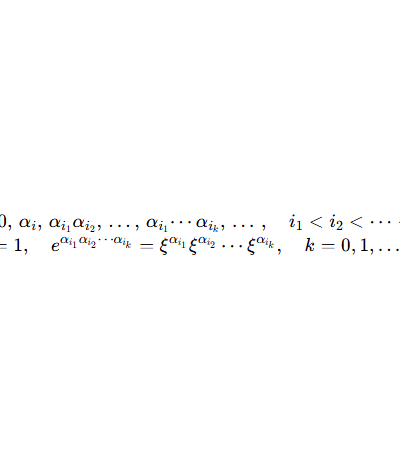 0, α_i, α_{i_1}α_{i_2}, …, α_{i_1}⋯α_{i_k}, …, i_1 < i_2 < ⋯
= 1, e^{α_{i_1}α_{i_2}⋯α_{i_k}} = ξ^{α_{i_1}}ξ^{α_{i_2}}⋯ξ^{α_{i_k}}, k = 0, 1, …